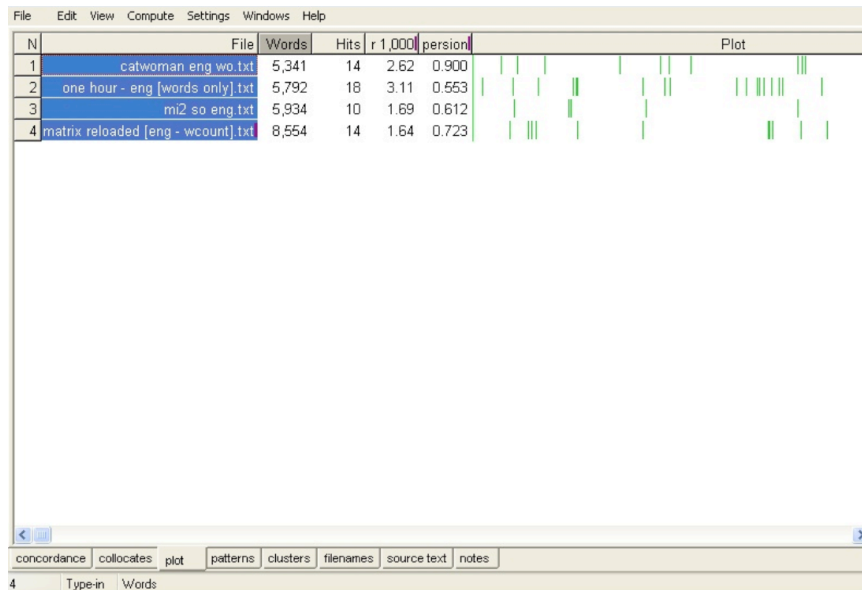 File Edit View Compute Settings Windows Help
N File Words Hits r 1,000 persion Plot
1 catwoman eng wo.txt 5,341 14 2.62 0.900
2 one hour - eng [words only].txt 5,792 18 3.11 0.553
3 mi2 so eng.txt 5,934 10 1.69 0.612
4 matrix reloaded [eng - wcount].txt 8,554 14 1.64 0.723
concordance collocates plot patterns clusters filenames source text notes
4 Type-in Words